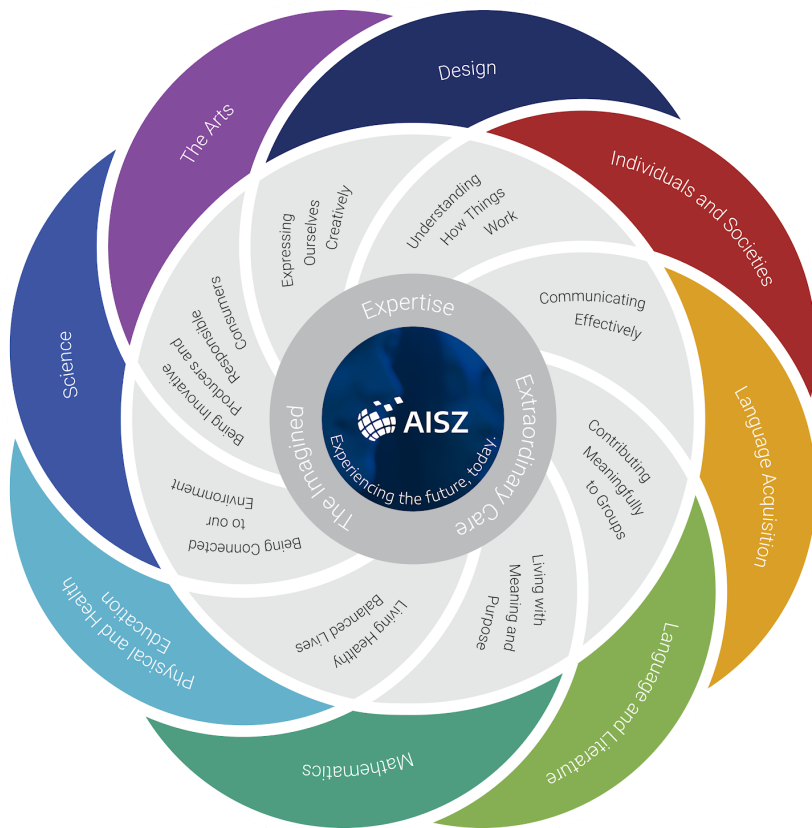 Design
Individuals and Societies
Language Acquisition
Language and Literature
Mathematics
Physical and Health
Education
Science
The Arts
Understanding
How Things
Work
Communicating
Effectively
Contributing
Meaningfully
to Groups
Living with
Meaning and
Purpose
Living Healthy
Balanced Lives
Being Connected
to our
Environment
Being Innovative
Producers and
Responsible
Consumers
Expressing
Ourselves
Creatively
Expertise
Extraordinary Care
The Imagined
AISZ
Experiencing the future, today.